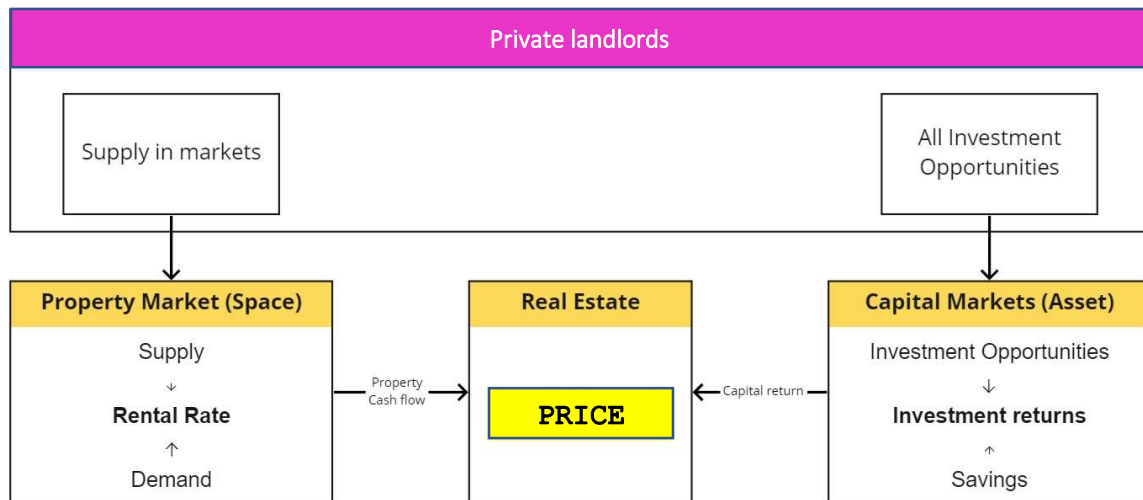 Private landlords
Supply in markets
All Investment
Opportunities
Property Market (Space)
Supply
↓
Rental Rate
↑
Demand
Property
Cash flow
Real Estate
PRICE
Capital return
Capital Markets (Asset)
Investment Opportunities
↓
Investment returns
↑
Savings